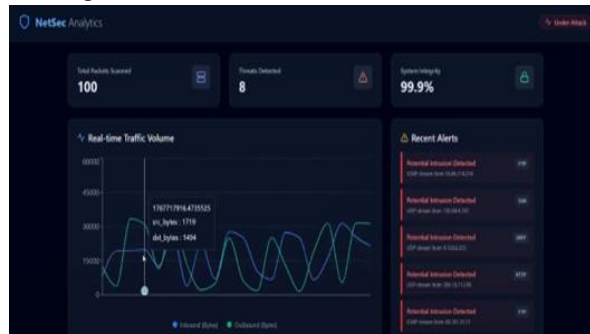 NetSec Analytics
Under Attack
Total Packets Scanned
100
Threats Detected
8
System Integrity
99.9%
Real-time Traffic Volume
60000
45000
30000
15000
0
1767717916.4735525
src_bytes : 1719
dst_bytes : 1494
Inbound (Bytes)
Outbound (Bytes)
Recent Alerts
Potential Intrusion Detected
Potential Intrusion Detected
Potential Intrusion Detected
Potential Intrusion Detected
Potential Intrusion Detected